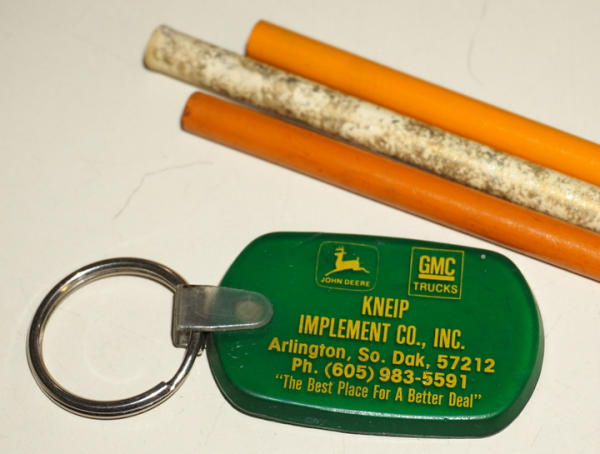 JOHN DEERE
GMC
TRUCKS
KNEIP
IMPLEMENT CO., INC.
Arlington, So. Dak, 57212
Ph. (605) 983-5591
"The Best Place For A Better Deal"